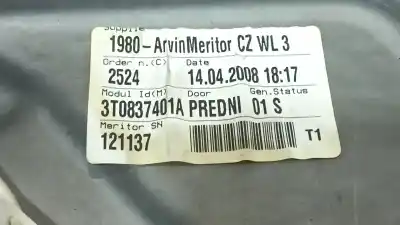 Supplie
1980-ArvinMeritor CZ WL 3
Order n.(C) Date
2524 14.04.2008 18:17
Modul Id(M) Door Gen.Status
3T0837401A PREDNI 01 S
Meritor SN
121137 T1